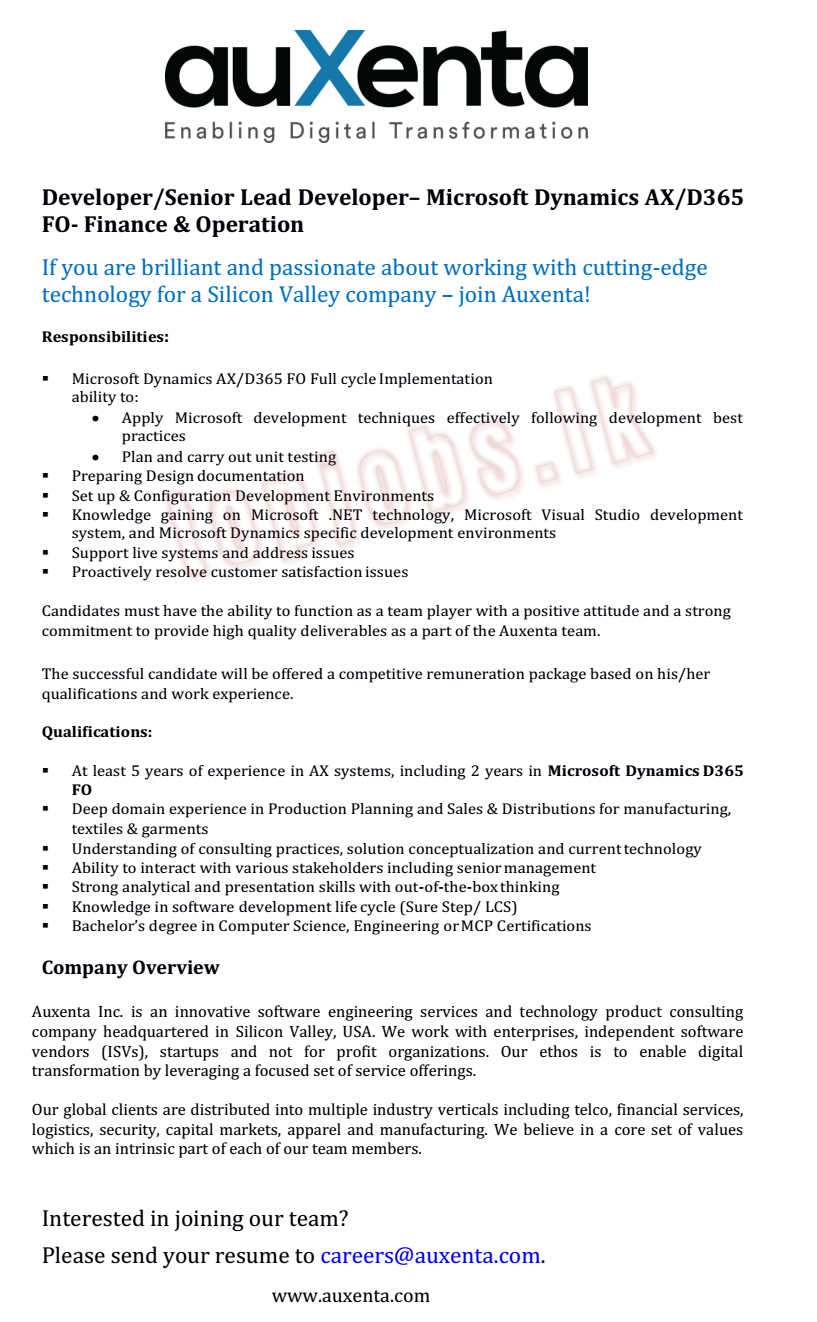 auXenta
Enabling Digital Transformation
Developer/Senior Lead Developer– Microsoft Dynamics AX/D365
FO- Finance & Operation
If you are brilliant and passionate about working with cutting-edge
technology for a Silicon Valley company – join Auxenta!
Responsibilities:
▪ Microsoft Dynamics AX/D365 FO Full cycle Implementation
ability to:
• Apply Microsoft development techniques effectively following development best
practices
• Plan and carry out unit testing
▪ Preparing Design documentation
▪ Set up & Configuration Development Environments
▪ Knowledge gaining on Microsoft .NET technology, Microsoft Visual Studio development
system, and Microsoft Dynamics specific development environments
▪ Support live systems and address issues
▪ Proactively resolve customer satisfaction issues
topjobs.lk
Candidates must have the ability to function as a team player with a positive attitude and a strong
commitment to provide high quality deliverables as a part of the Auxenta team.
The successful candidate will be offered a competitive remuneration package based on his/her
qualifications and work experience.
Qualifications:
▪ At least 5 years of experience in AX systems, including 2 years in Microsoft Dynamics D365
FO
▪ Deep domain experience in Production Planning and Sales & Distributions for manufacturing,
textiles & garments
▪ Understanding of consulting practices, solution conceptualization and current technology
▪ Ability to interact with various stakeholders including senior management
▪ Strong analytical and presentation skills with out-of-the-box thinking
▪ Knowledge in software development life cycle (Sure Step/ LCS)
▪ Bachelor’s degree in Computer Science, Engineering or MCP Certifications
Company Overview
Auxenta Inc. is an innovative software engineering services and technology product consulting
company headquartered in Silicon Valley, USA. We work with enterprises, independent software
vendors (ISVs), startups and not for profit organizations. Our ethos is to enable digital
transformation by leveraging a focused set of service offerings.
Our global clients are distributed into multiple industry verticals including telco, financial services,
logistics, security, capital markets, apparel and manufacturing. We believe in a core set of values
which is an intrinsic part of each of our team members.
Interested in joining our team?
Please send your resume to careers@auxenta.com.
www.auxenta.com